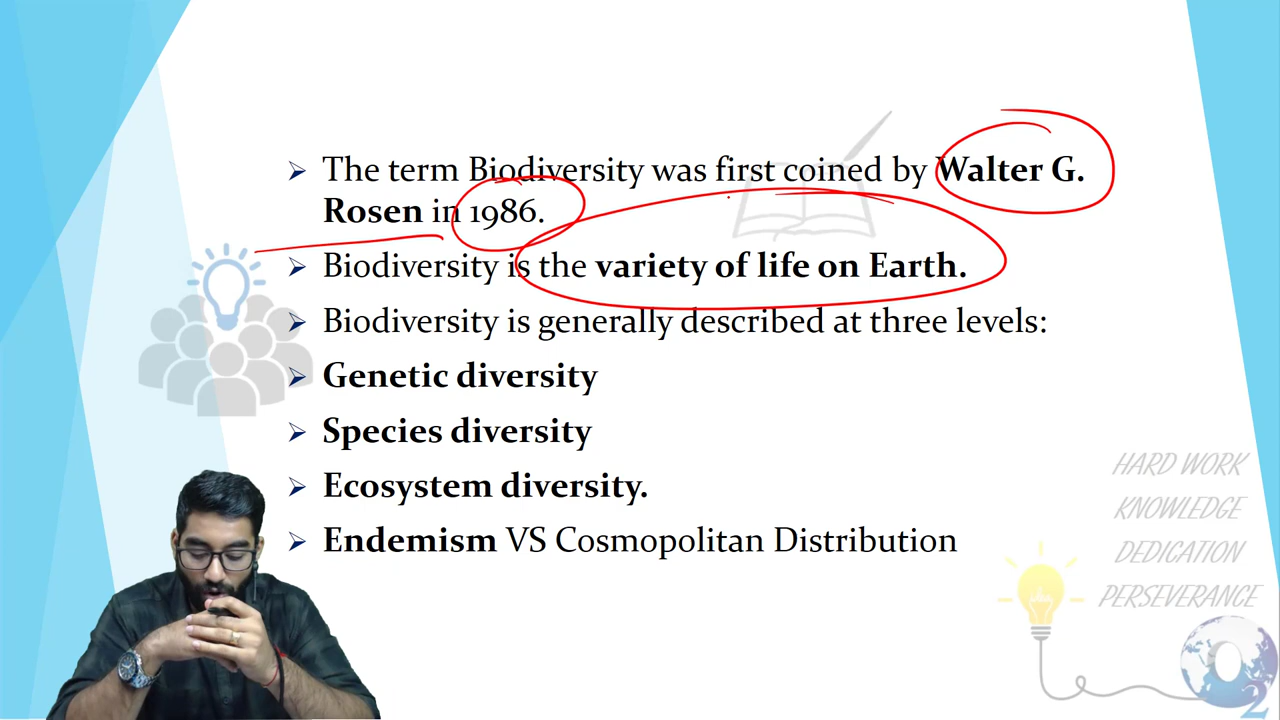 The term Biodiversity was first coined by Walter G.
Rosen in 1986.
Biodiversity is the variety of life on Earth.
Biodiversity is generally described at three levels:
Genetic diversity
Species diversity
Ecosystem diversity.
Endemism VS Cosmopolitan Distribution
HARD WORK
KNOWLEDGE
DEDICATION
PERSEVERANCE
O2